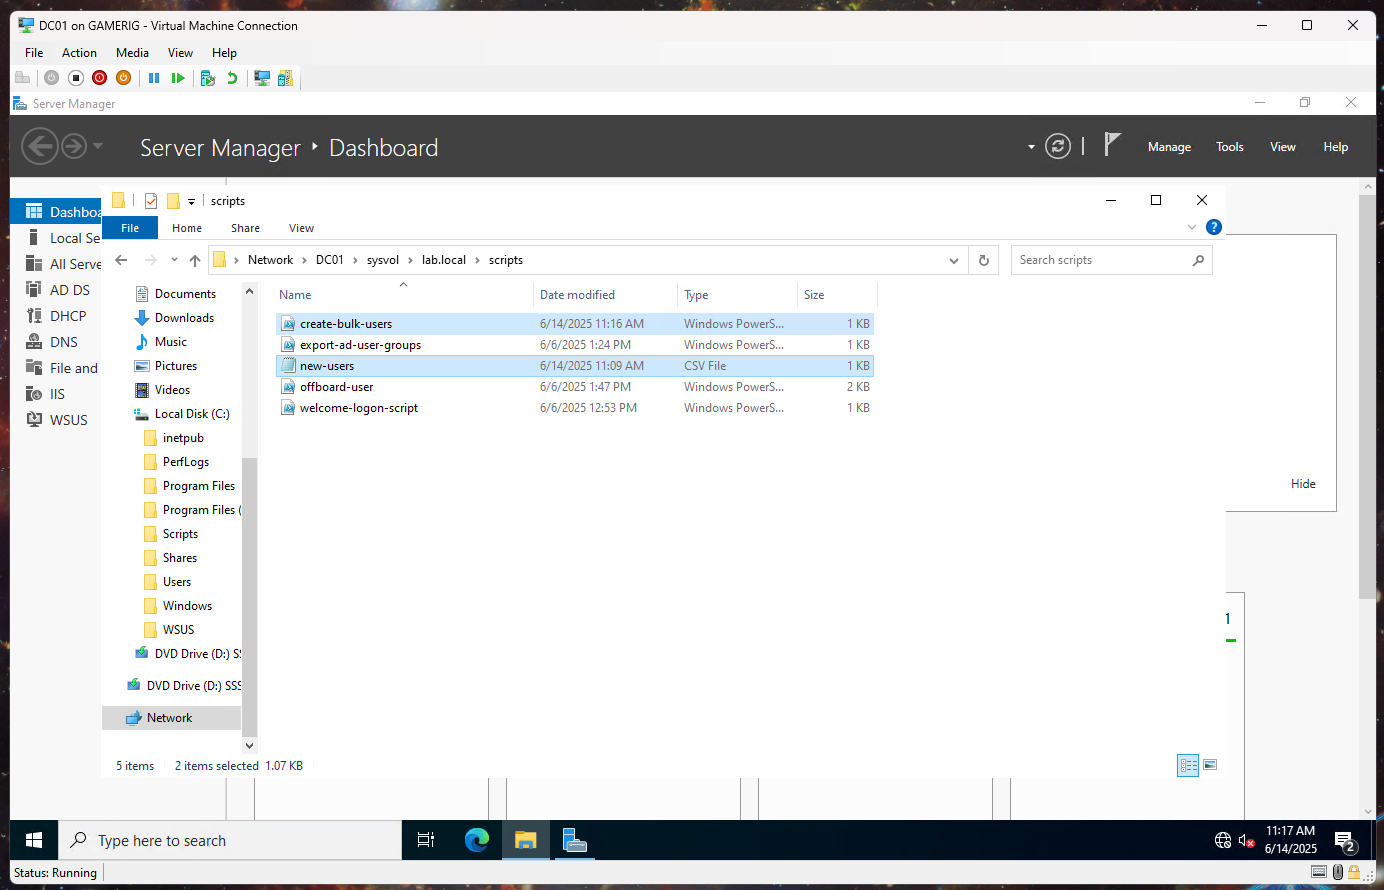 DC01 on GAMERIG - Virtual Machine Connection
File Action Media View Help
Server Manager
Server Manager ‣ Dashboard
Manage Tools View Help
Dashboa
Local Se
All Serve
AD DS
DHCP
DNS
File and
IIS
WSUS
scripts
File Home Share View
Network > DC01 > sysvol > lab.local > scripts
Search scripts
Documents
Downloads
Music
Pictures
Videos
Local Disk (C:)
inetpub
PerfLogs
Program Files
Program Files (
Scripts
Shares
Users
Windows
WSUS
DVD Drive (D:) SS
DVD Drive (D:) SSS
Network
Name Date modified Type Size
create-bulk-users 6/14/2025 11:16 AM Windows PowerS... 1 KB
export-ad-user-groups 6/6/2025 1:24 PM Windows PowerS... 1 KB
new-users 6/14/2025 11:09 AM CSV File 1 KB
offboard-user 6/6/2025 1:47 PM Windows PowerS... 2 KB
welcome-logon-script 6/6/2025 12:53 PM Windows PowerS... 1 KB
5 items 2 items selected 1.07 KB
Hide
1
Type here to search
11:17 AM
6/14/2025
2
Status: Running